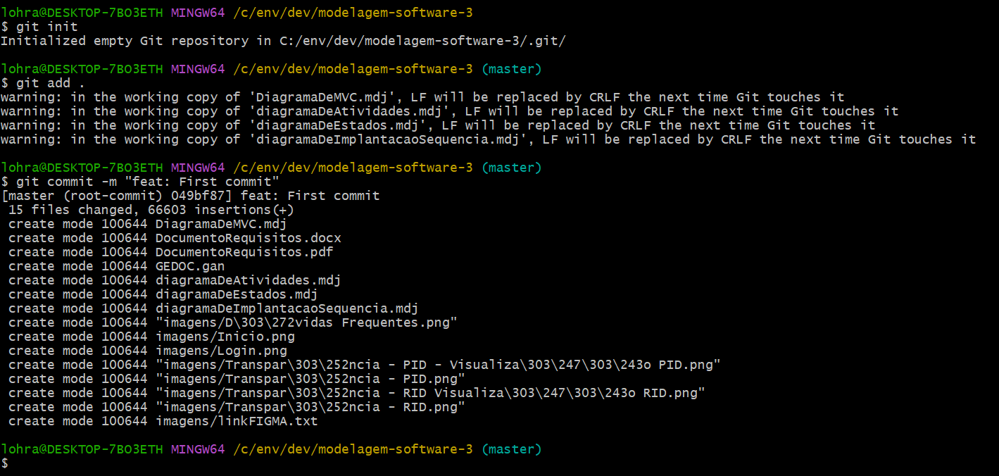 lohra@DESKTOP-7BO3ETH MINGW64 /c/env/dev/modelagem-software-3
$ git init
Initialized empty Git repository in C:/env/dev/modelagem-software-3/.git/
lohra@DESKTOP-7BO3ETH MINGW64 /c/env/dev/modelagem-software-3 (master)
$ git add .
warning: in the working copy of 'DiagramaDeMVC.mdj', LF will be replaced by CRLF the next time Git touches it
warning: in the working copy of 'diagramaDeAtividades.mdj', LF will be replaced by CRLF the next time Git touches it
warning: in the working copy of 'diagramaDeEstados.mdj', LF will be replaced by CRLF the next time Git touches it
warning: in the working copy of 'diagramaDeImplantacaoSequencia.mdj', LF will be replaced by CRLF the next time Git touches it
lohra@DESKTOP-7BO3ETH MINGW64 /c/env/dev/modelagem-software-3 (master)
$ git commit -m "feat: First commit"
[master (root-commit) 049bf87] feat: First commit
 15 files changed, 66603 insertions(+)
 create mode 100644 DiagramaDeMVC.mdj
 create mode 100644 DocumentoRequisitos.docx
 create mode 100644 DocumentoRequisitos.pdf
 create mode 100644 GEDOC.gan
 create mode 100644 diagramaDeAtividades.mdj
 create mode 100644 diagramaDeEstados.mdj
 create mode 100644 diagramaDeImplantacaoSequencia.mdj
 create mode 100644 "imagens/D\303\272vidas Frequentes.png"
 create mode 100644 imagens/Inicio.png
 create mode 100644 imagens/Login.png
 create mode 100644 "imagens/Transpar\303\252ncia - PID - Visualiza\303\247\303\243o PID.png"
 create mode 100644 "imagens/Transpar\303\252ncia - PID.png"
 create mode 100644 "imagens/Transpar\303\252ncia - RID Visualiza\303\247\303\243o RID.png"
 create mode 100644 "imagens/Transpar\303\252ncia - RID.png"
 create mode 100644 imagens/linkFIGMA.txt
lohra@DESKTOP-7BO3ETH MINGW64 /c/env/dev/modelagem-software-3 (master)
$